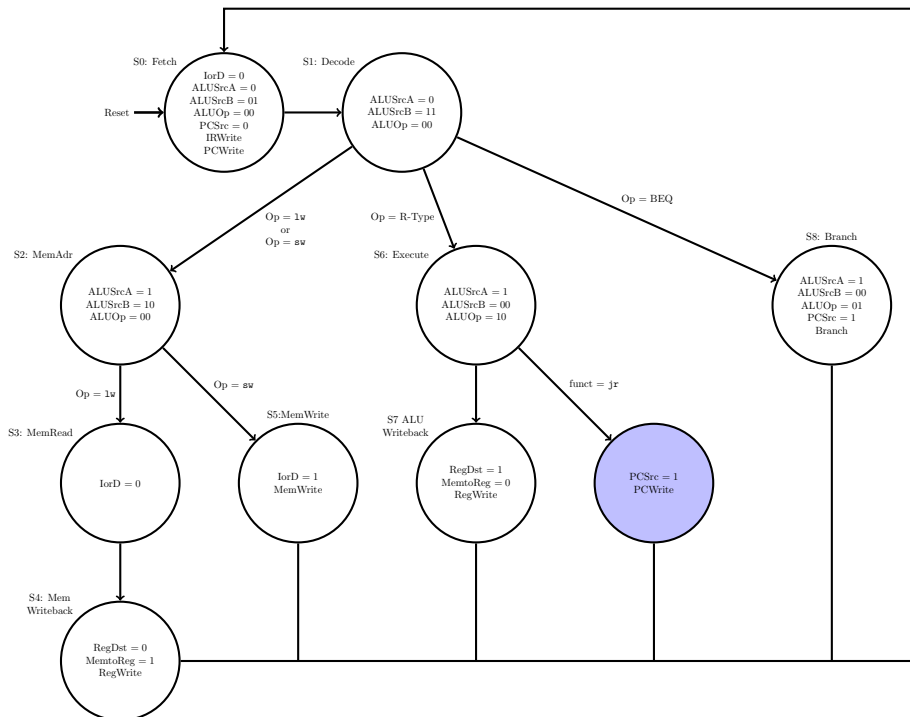 S0: Fetch
S1: Decode
Reset
IorD = 0
ALUSrcA = 0
ALUSrcB = 01
ALUOp = 00
PCSrc = 0
IRWrite
PCWrite
ALUSrcA = 0
ALUSrcB = 11
ALUOp = 00
Op = lw
or
Op = sw
Op = R-Type
Op = BEQ
S2: MemAdr
ALUSrcA = 1
ALUSrcB = 10
ALUOp = 00
S6: Execute
ALUSrcA = 1
ALUSrcB = 00
ALUOp = 10
S8: Branch
ALUSrcA = 1
ALUSrcB = 00
ALUOp = 01
PCSrc = 1
Branch
Op = lw
Op = sw
funct = jr
S3: MemRead
IorD = 0
S5:MemWrite
IorD = 1
MemWrite
S7 ALU
Writeback
RegDst = 1
MemtoReg = 0
RegWrite
PCSrc = 1
PCWrite
S4: Mem
Writeback
RegDst = 0
MemtoReg = 1
RegWrite